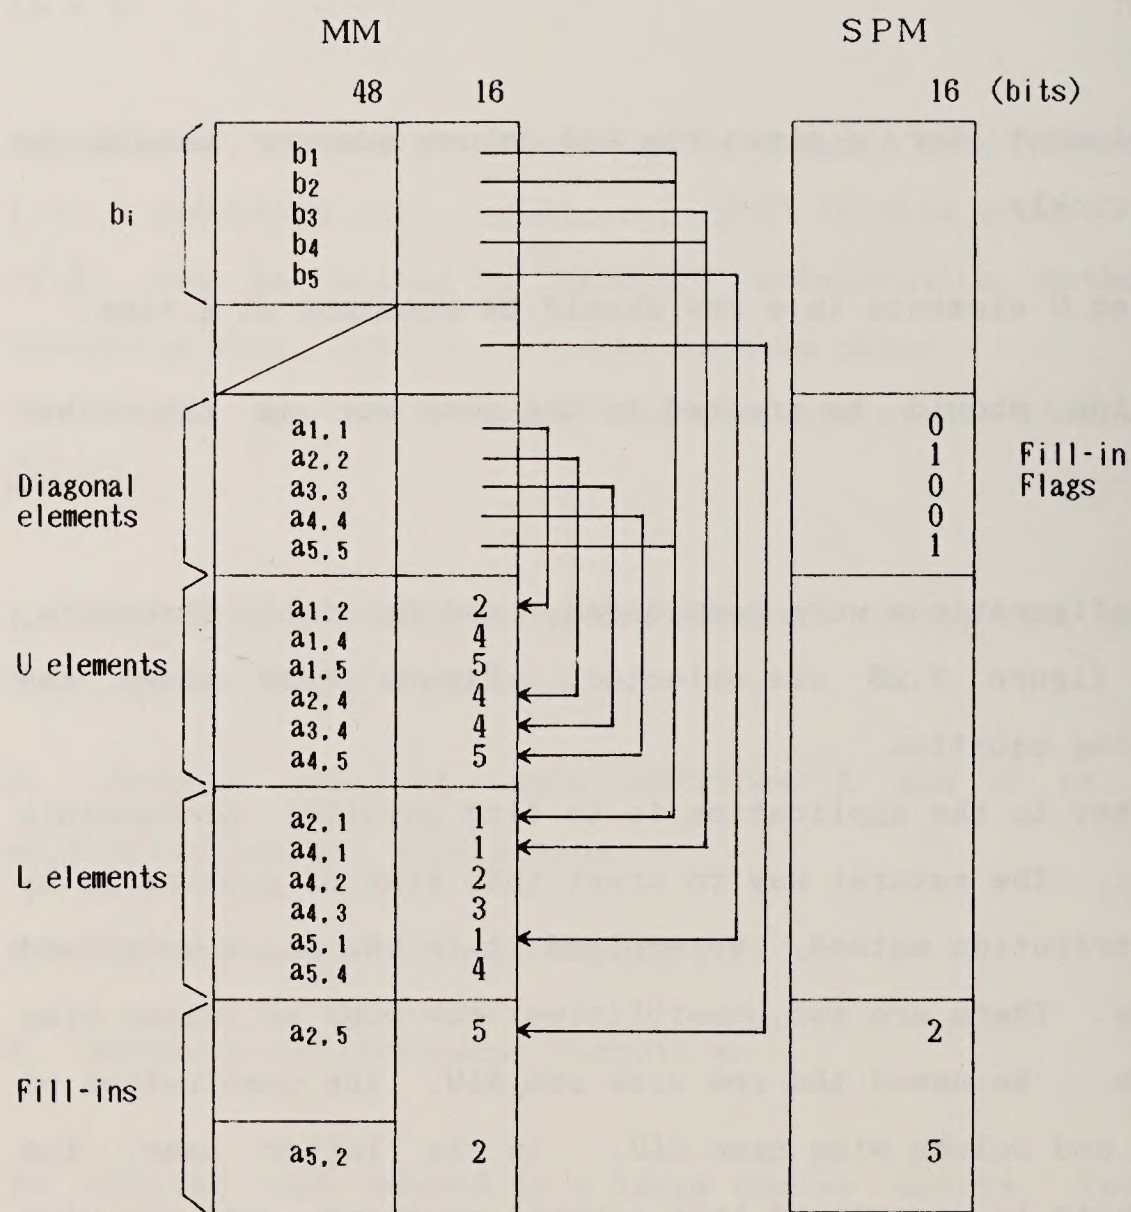 MM SPM
48 16 16 (bits)
b1
b2
bi b3
b4
b5
a1,1 0
a2,2 1 Fill-in
Diagonal a3,3 0 Flags
elements a4,4 0
a5,5 1
a1,2 2
a1,4 4
U elements a1,5 5
a2,4 4
a3,4 4
a4,5 5
a2,1 1
a4,1 1
L elements a4,2 2
a4,3 3
a5,1 1
a5,4 4
a2,5 5 2
Fill-ins
a5,2 2 5